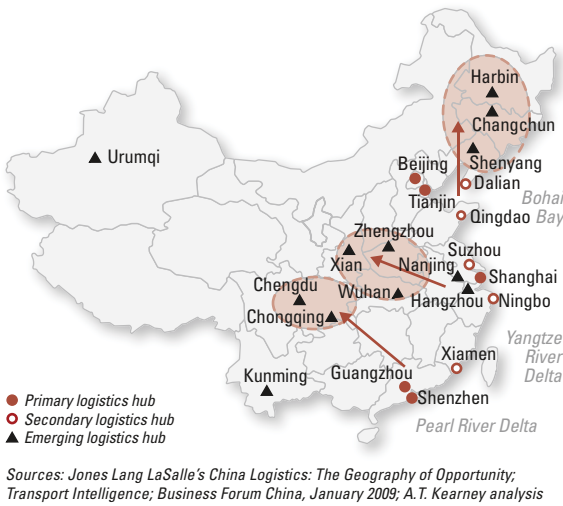 Harbin
Changchun
Urumqi
Shenyang
Beijing
Dalian
Tianjin
Bohai
Bay
Qingdao
Zhengzhou
Suzhou
Xian
Nanjing
Shanghai
Chengdu
Wuhan
Hangzhou
Ningbo
Chongqing
Yangtze
River
Delta
Xiamen
Kunming
Guangzhou
Primary logistics hub
Shenzhen
Secondary logistics hub
Pearl River Delta
Emerging logistics hub
Sources: Jones Lang LaSalle's China Logistics: The Geography of Opportunity;
Transport Intelligence; Business Forum China, January 2009; A.T. Kearney analysis